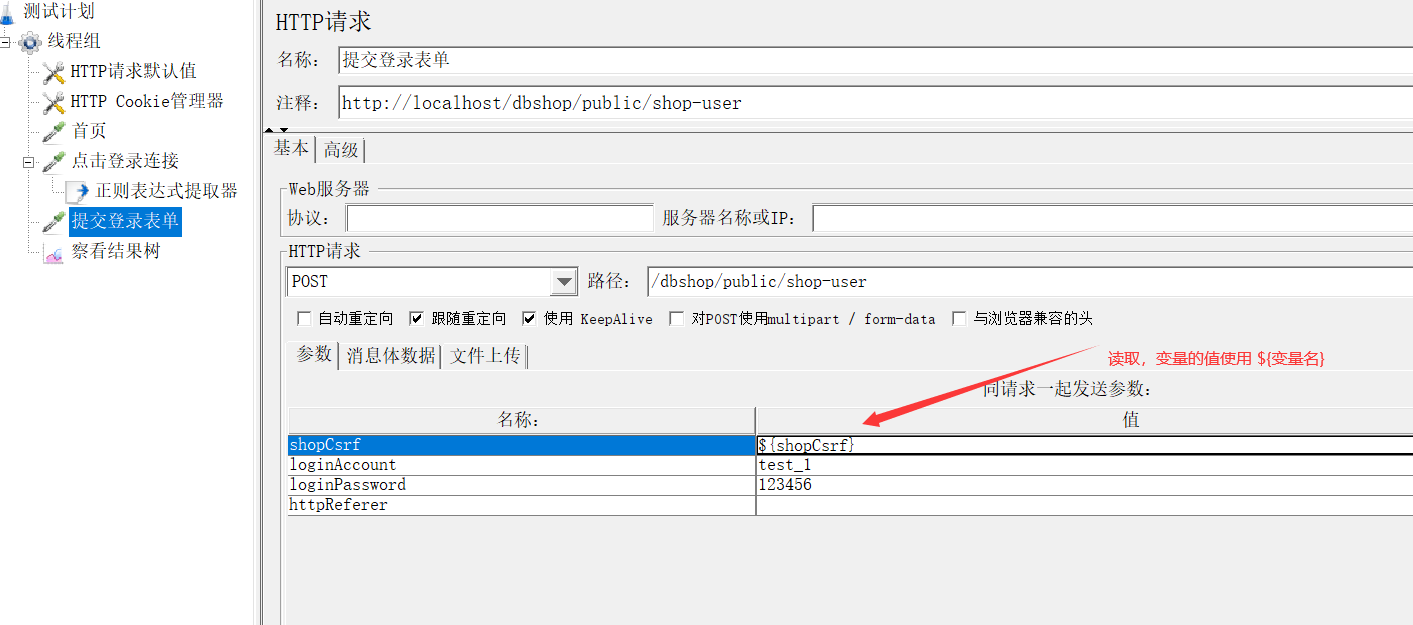 测试计划
线程组
HTTP请求默认值
HTTP Cookie管理器
首页
点击登录连接
正则表达式提取器
提交登录表单
察看结果树
HTTP请求
名称： 提交登录表单
注释： http://localhost/dbshop/public/shop-user
基本 高级
Web服务器
协议： 服务器名称或IP：
HTTP请求
POST 路径： /dbshop/public/shop-user
自动重定向 跟随重定向 使用 KeepAlive 对POST使用multipart / form-data 与浏览器兼容的头
参数 消息体数据 文件上传
读取，变量的值使用 ${变量名}
同请求一起发送参数：
名称： 值
shopCsrf ${shopCsrf}
loginAccount test_1
loginPassword 123456
httpReferer